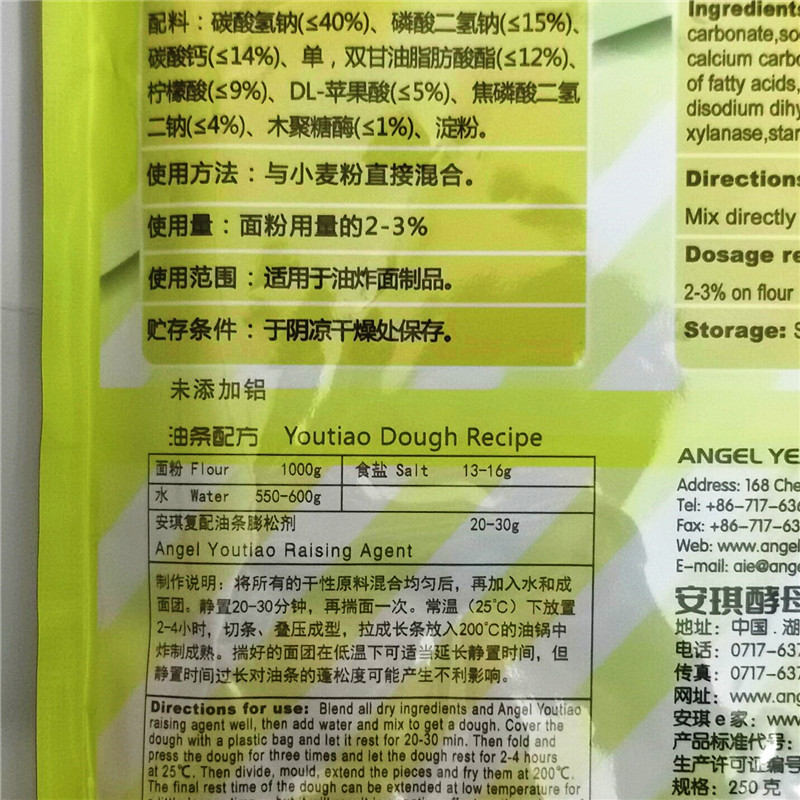 配料：碳酸氢钠(≤40%)、磷酸二氢钠(≤15%)、
碳酸钙(≤14%)、单，双甘油脂肪酸酯(≤12%)、
柠檬酸(≤9%)、DL-苹果酸(≤5%)、焦磷酸二氢
二钠(≤4%)、木聚糖酶(≤1%)、淀粉。
使用方法：与小麦粉直接混合。
使用量：面粉用量的2-3%
使用范围：适用于油炸面制品。
贮存条件：于阴凉干燥处保存。
未添加铝
油条配方 Youtiao Dough Recipe
面粉 Flour 1000g 食盐 Salt 13-16g
水 Water 550-600g
安琪复配油条膨松剂 20-30g
Angel Youtiao Raising Agent
制作说明：将所有的干性原料混合均匀后，再加入水和成
面团。静置20-30分钟，再揣面一次。常温（25℃）下放置
2-4小时，切条、叠压成型，拉成长条放入200℃的油锅中
炸制成熟。揣好的面团在低温下可适当延长静置时间，但
静置时间过长对油条的蓬松度可能产生不利影响。
Directions for use: Blend all dry ingredients and Angel Youtiao
raising agent well, then add water and mix to get a dough. Cover the
dough with a plastic bag and let it rest for 20-30 min. Then fold and
press the dough for three times and let the dough rest for 2-4 hours
at 25℃. Then divide, mould, extend the pieces and fry them at 200℃.
The final rest time of the dough can be extended at low temperature for
Ingredients
carbonate,so
calcium carbo
of fatty acids,
disodium dihy
xylanase,star
Directions
Mix directly
Dosage re
2-3% on flour
Storage: S
ANGEL YE
Address: 168 Che
Tel: +86-717-636
Fax: +86-717-63
Web: www.angel
E-mail: aie@ange
安琪酵母
地址：中国．湖
电话：0717-637
传真：0717-637
网址：www.ang
安琪e家：www
产品标准代号：
生产许可证编号
规格：250克